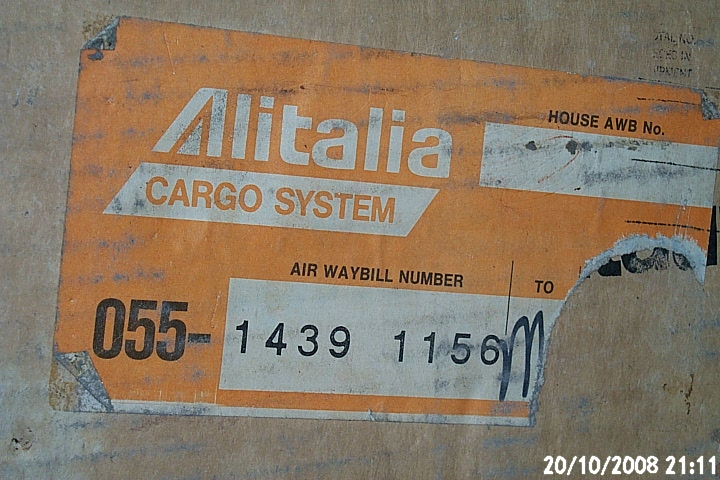 Alitalia
CARGO SYSTEM
HOUSE AWB No.
AIR WAYBILL NUMBER
TO
055-
1439 1156
20/10/2008 21:11